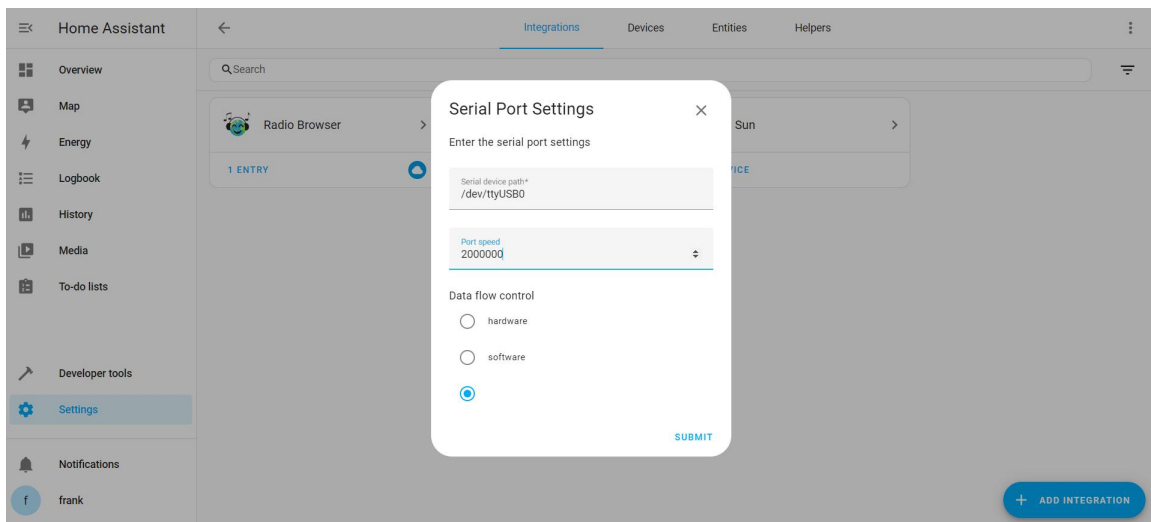 Home Assistant
Integrations
Devices
Entities
Helpers
Overview
Map
Energy
Logbook
History
Media
To-do lists
Developer tools
Settings
Notifications
f
frank
Search
Radio Browser
1 ENTRY
Sun
VICE
Serial Port Settings
Enter the serial port settings
Serial device path*
/dev/ttyUSB0
Port speed
2000000
Data flow control
hardware
software
SUBMIT
+ ADD INTEGRATION